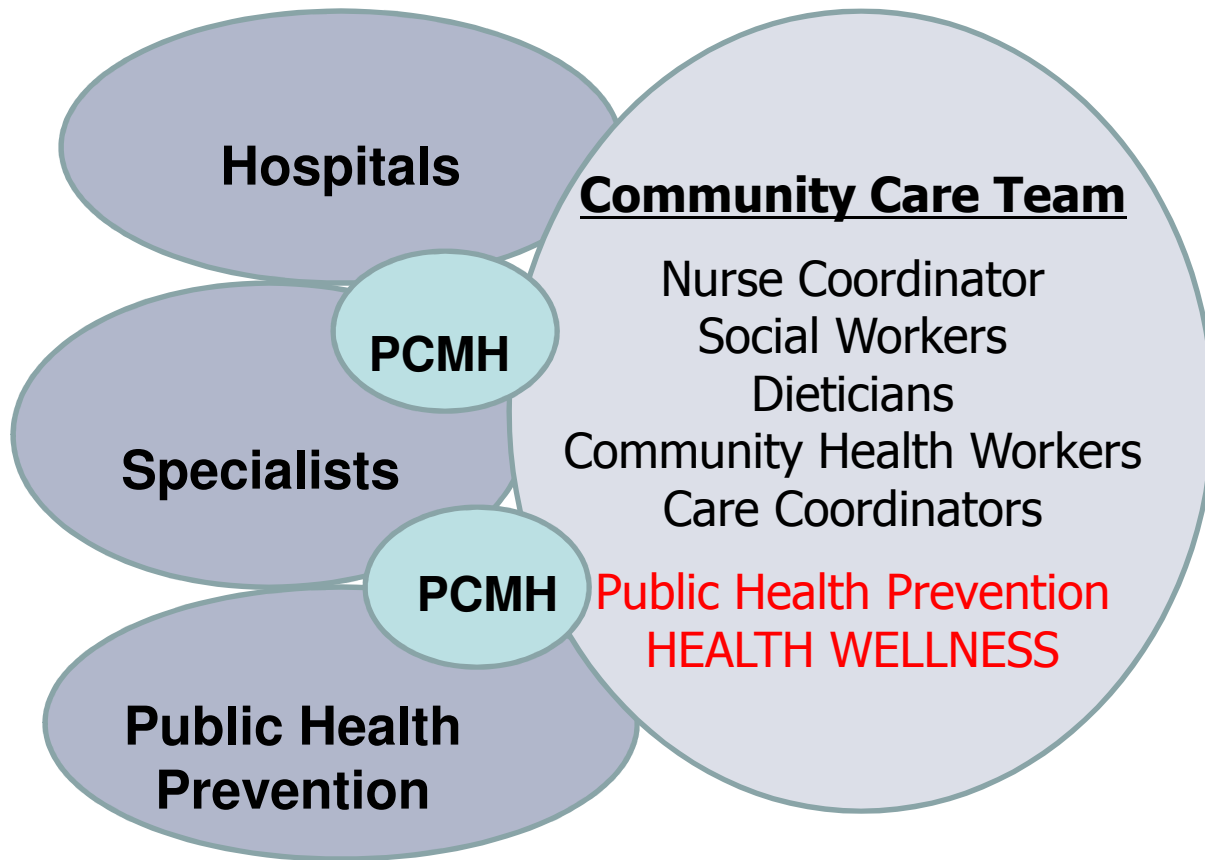 Hospitals
PCMH
Specialists
PCMH
Public Health
Prevention
Community Care Team
Nurse Coordinator
Social Workers
Dieticians
Community Health Workers
Care Coordinators
Public Health Prevention
HEALTH WELLNESS